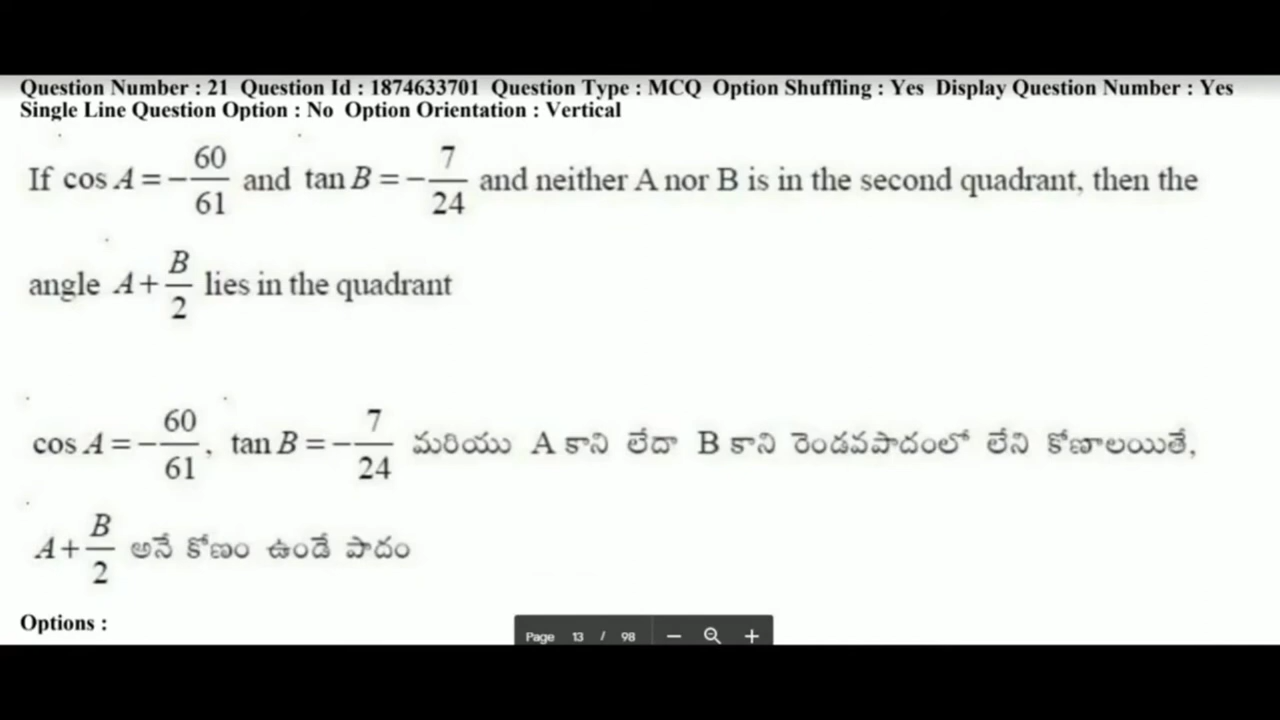 Question Number : 21 Question Id : 1874633701 Question Type : MCQ Option Shuffling : Yes Display Question Number : Yes
Single Line Question Option : No Option Orientation : Vertical
If cos A = −60/61 and tan B = −7/24 and neither A nor B is in the second quadrant, then the
angle A + B/2 lies in the quadrant
cos A = −60/61, tan B = −7/24 మరియు A కాని లేదా B కాని రెండవపాదంలో లేని కోణాలయితే,
A + B/2 అనే కోణం ఉండే పాదం
Options :
Page 13 / 98 − +